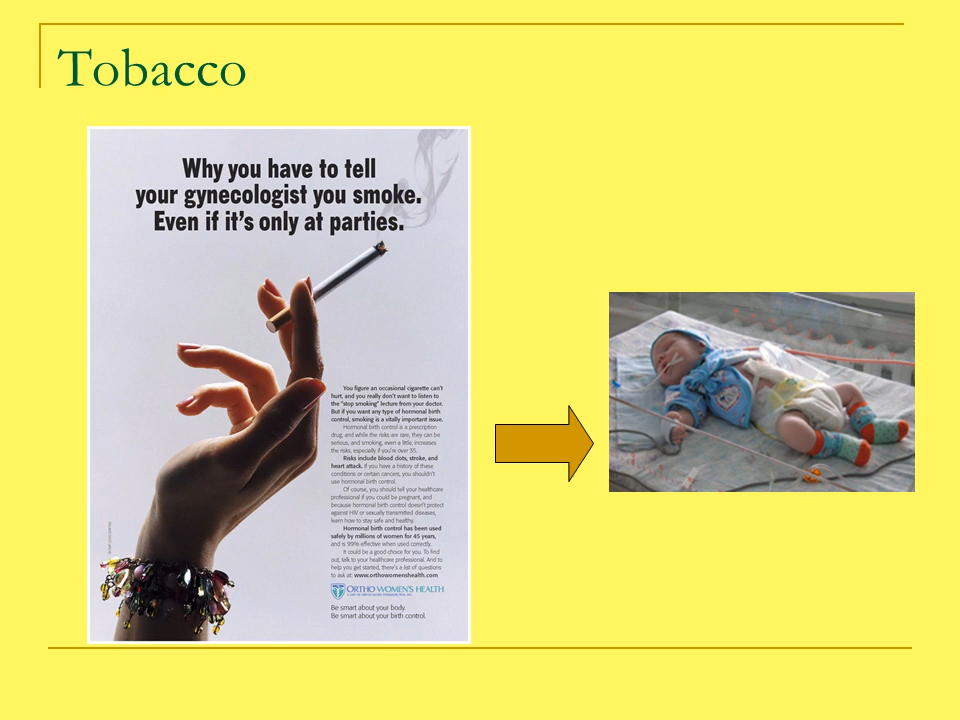 Tobacco
Why you have to tell
your gynecologist you smoke.
Even if it's only at parties.
You figure an occasional cigarette can't
hurt, and you really don't want to listen to
the "stop smoking" lecture from your doctor.
But if you want any type of hormonal birth
control, smoking is a vitally important issue.
Hormonal birth control is a prescription
drug, and while the risks are rare, they can be
serious, and smoking, even a little, increases
the risks, especially if you're over 35.
Risks include blood clots, stroke, and
heart attack. If you have a history of these
conditions or certain cancers, you shouldn't
use hormonal birth control.
Of course, you should tell your healthcare
professional if you could be pregnant, and
because hormonal birth control doesn't protect
against HIV or sexually transmitted diseases,
learn how to stay safe and healthy.
Hormonal birth control has been used
safely by millions of women for 45 years,
and is 99% effective when used correctly.
It could be a good choice for you. To find
out, talk to your healthcare professional. And to
help you get started, there's a list of questions
to ask at: www.orthowomenshealth.com
ORTHO WOMEN'S HEALTH
Be smart about your body.
Be smart about your birth control.